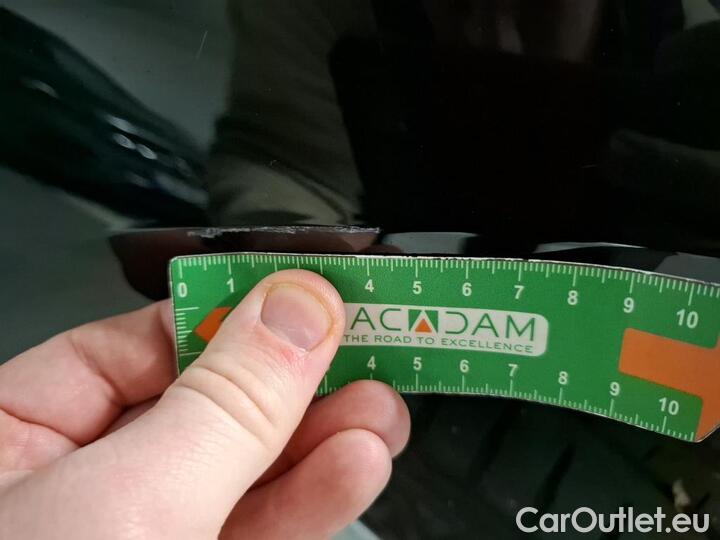 0 1 4 5 6 7 8 9 10
ACADAM
THE ROAD TO EXCELLENCE
3 4 5 6 7 8 9 10
CarOutlet.eu